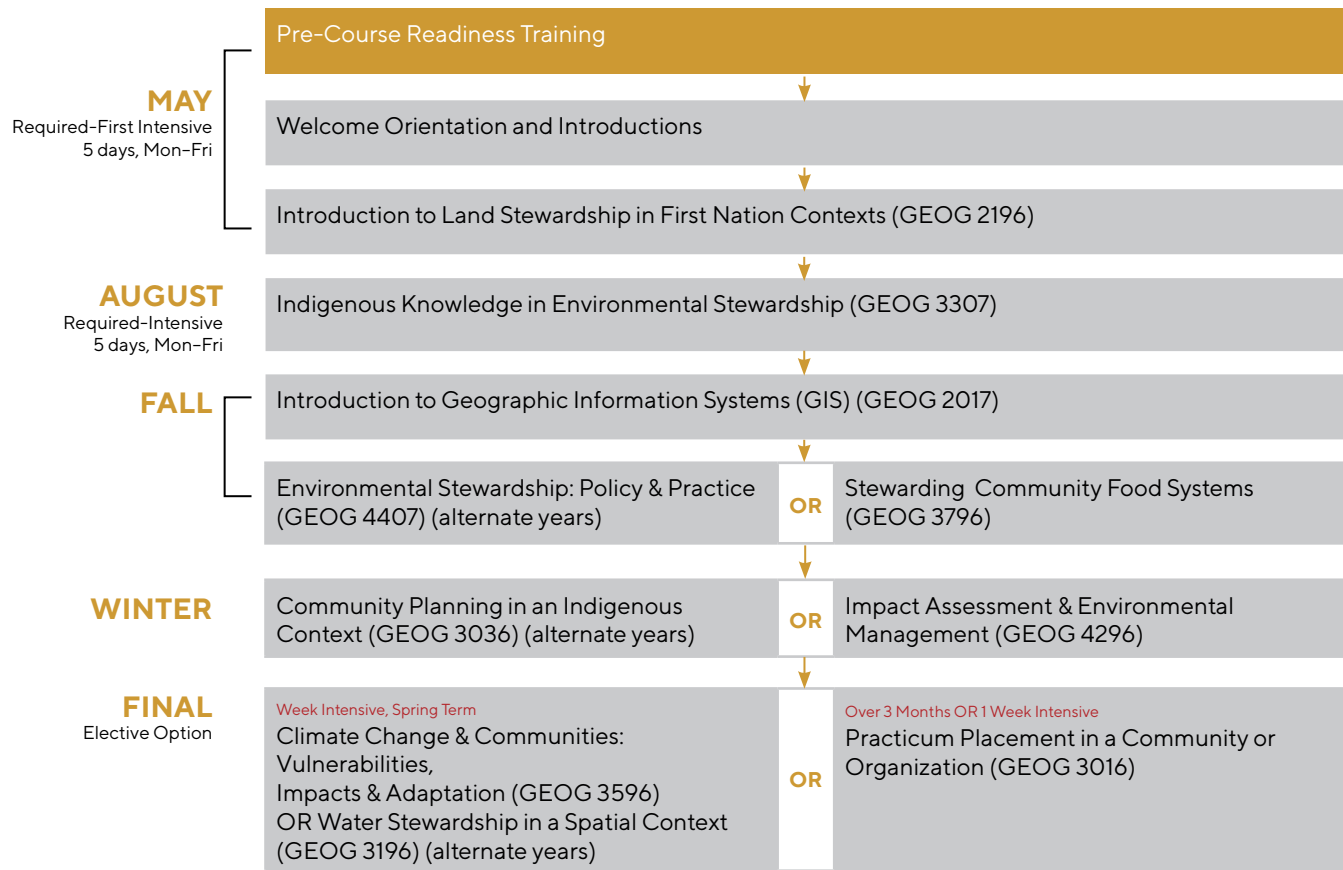 Pre-Course Readiness Training
MAY
Required-First Intensive
5 days, Mon–Fri
Welcome Orientation and Introductions
Introduction to Land Stewardship in First Nation Contexts (GEOG 2196)
AUGUST
Required-Intensive
5 days, Mon–Fri
Indigenous Knowledge in Environmental Stewardship (GEOG 3307)
FALL
Introduction to Geographic Information Systems (GIS) (GEOG 2017)
Environmental Stewardship: Policy & Practice
(GEOG 4407) (alternate years)
OR
Stewarding Community Food Systems
(GEOG 3796)
WINTER
Community Planning in an Indigenous
Context (GEOG 3036) (alternate years)
OR
Impact Assessment & Environmental
Management (GEOG 4296)
FINAL
Elective Option
Week Intensive, Spring Term
Climate Change & Communities:
Vulnerabilities,
Impacts & Adaptation (GEOG 3596)
OR Water Stewardship in a Spatial Context
(GEOG 3196) (alternate years)
OR
Over 3 Months OR 1 Week Intensive
Practicum Placement in a Community or
Organization (GEOG 3016)